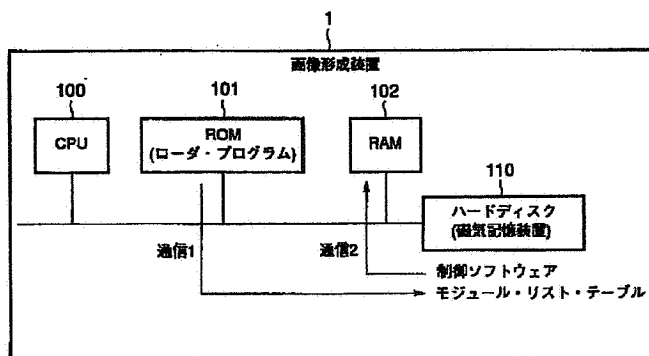 1
画像形成装置
100
101
102
CPU
ROM
(ローダ・プログラム)
RAM
110
ハードディスク
(磁気記憶装置)
通信1
通信2
制御ソフトウェア
モジュール・リスト・テーブル